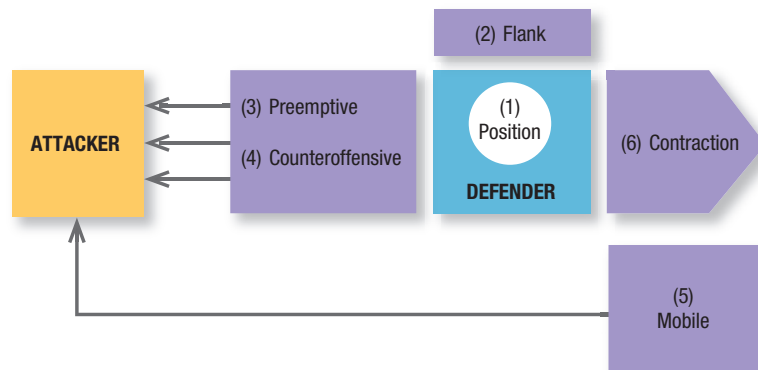 (2) Flank
ATTACKER
(3) Preemptive
(4) Counteroffensive
(1)
Position
DEFENDER
(6) Contraction
(5)
Mobile